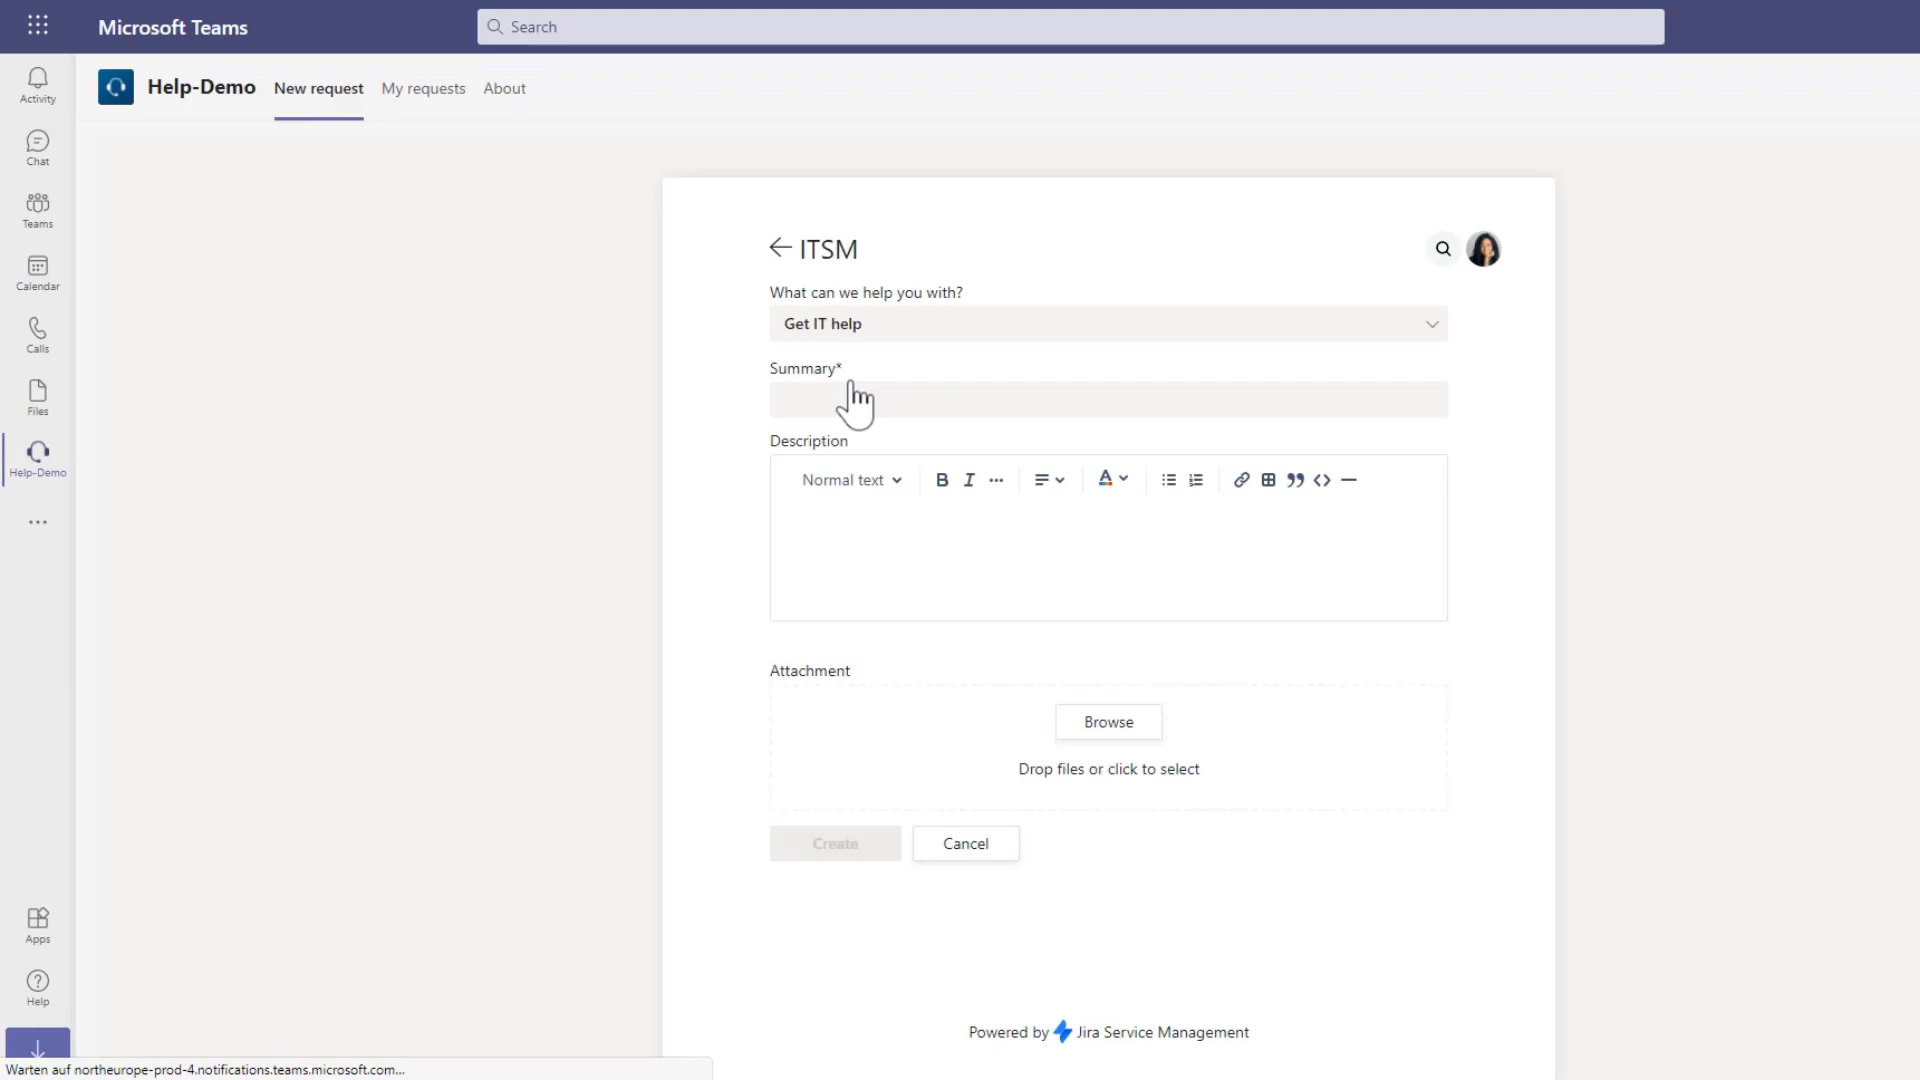 Microsoft Teams
Search
Activity
Chat
Teams
Calendar
Calls
Files
Help-Demo
Apps
Help
Help-Demo
New request
My requests
About
ITSM
What can we help you with?
Get IT help
Summary*
Description
Normal text
B I
A
Attachment
Browse
Drop files or click to select
Create
Cancel
Powered by Jira Service Management
Warten auf northeurope-prod-4.notifications.teams.microsoft.com...